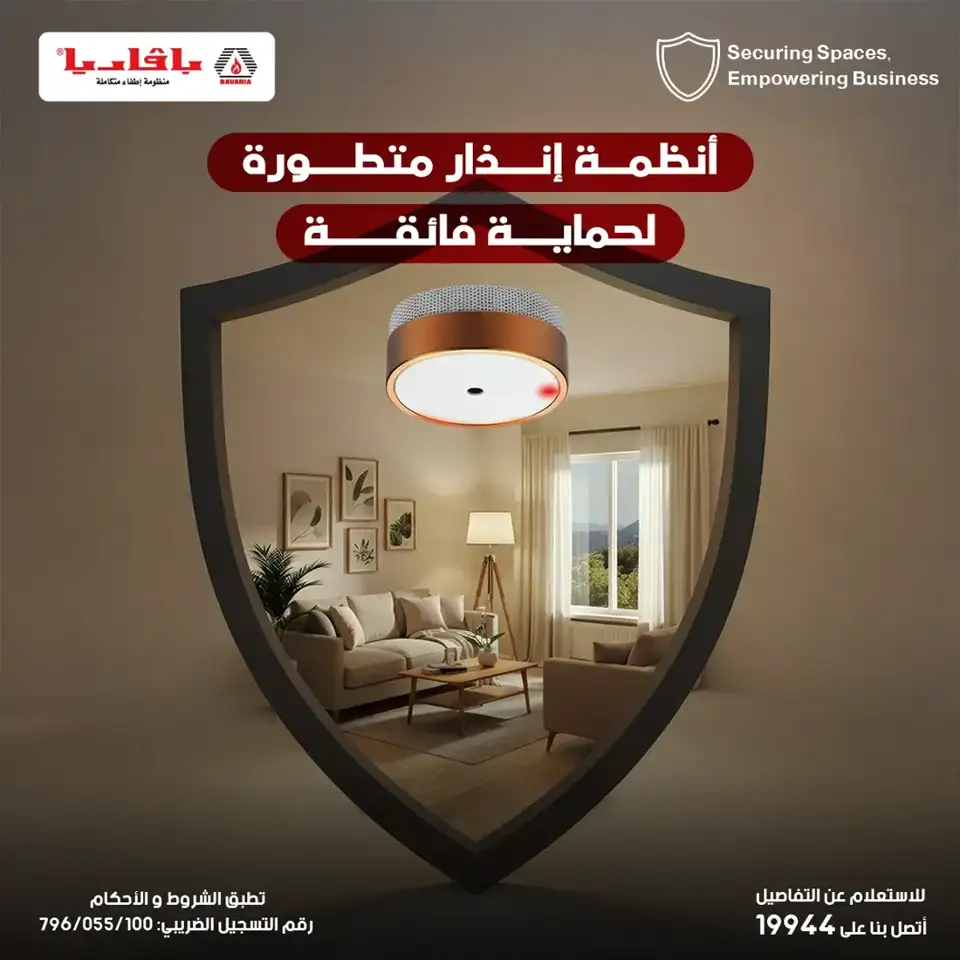 باڤاريا®
منظومة إطفاء متكاملة
BAVARIA
Securing Spaces,
Empowering Business
أنظمة إنذار متطورة
لحماية فائقة
للاستعلام عن التفاصيل
أتصل بنا على 19944
تطبق الشروط و الأحكام
رقم التسجيل الضريبي: 796/055/100